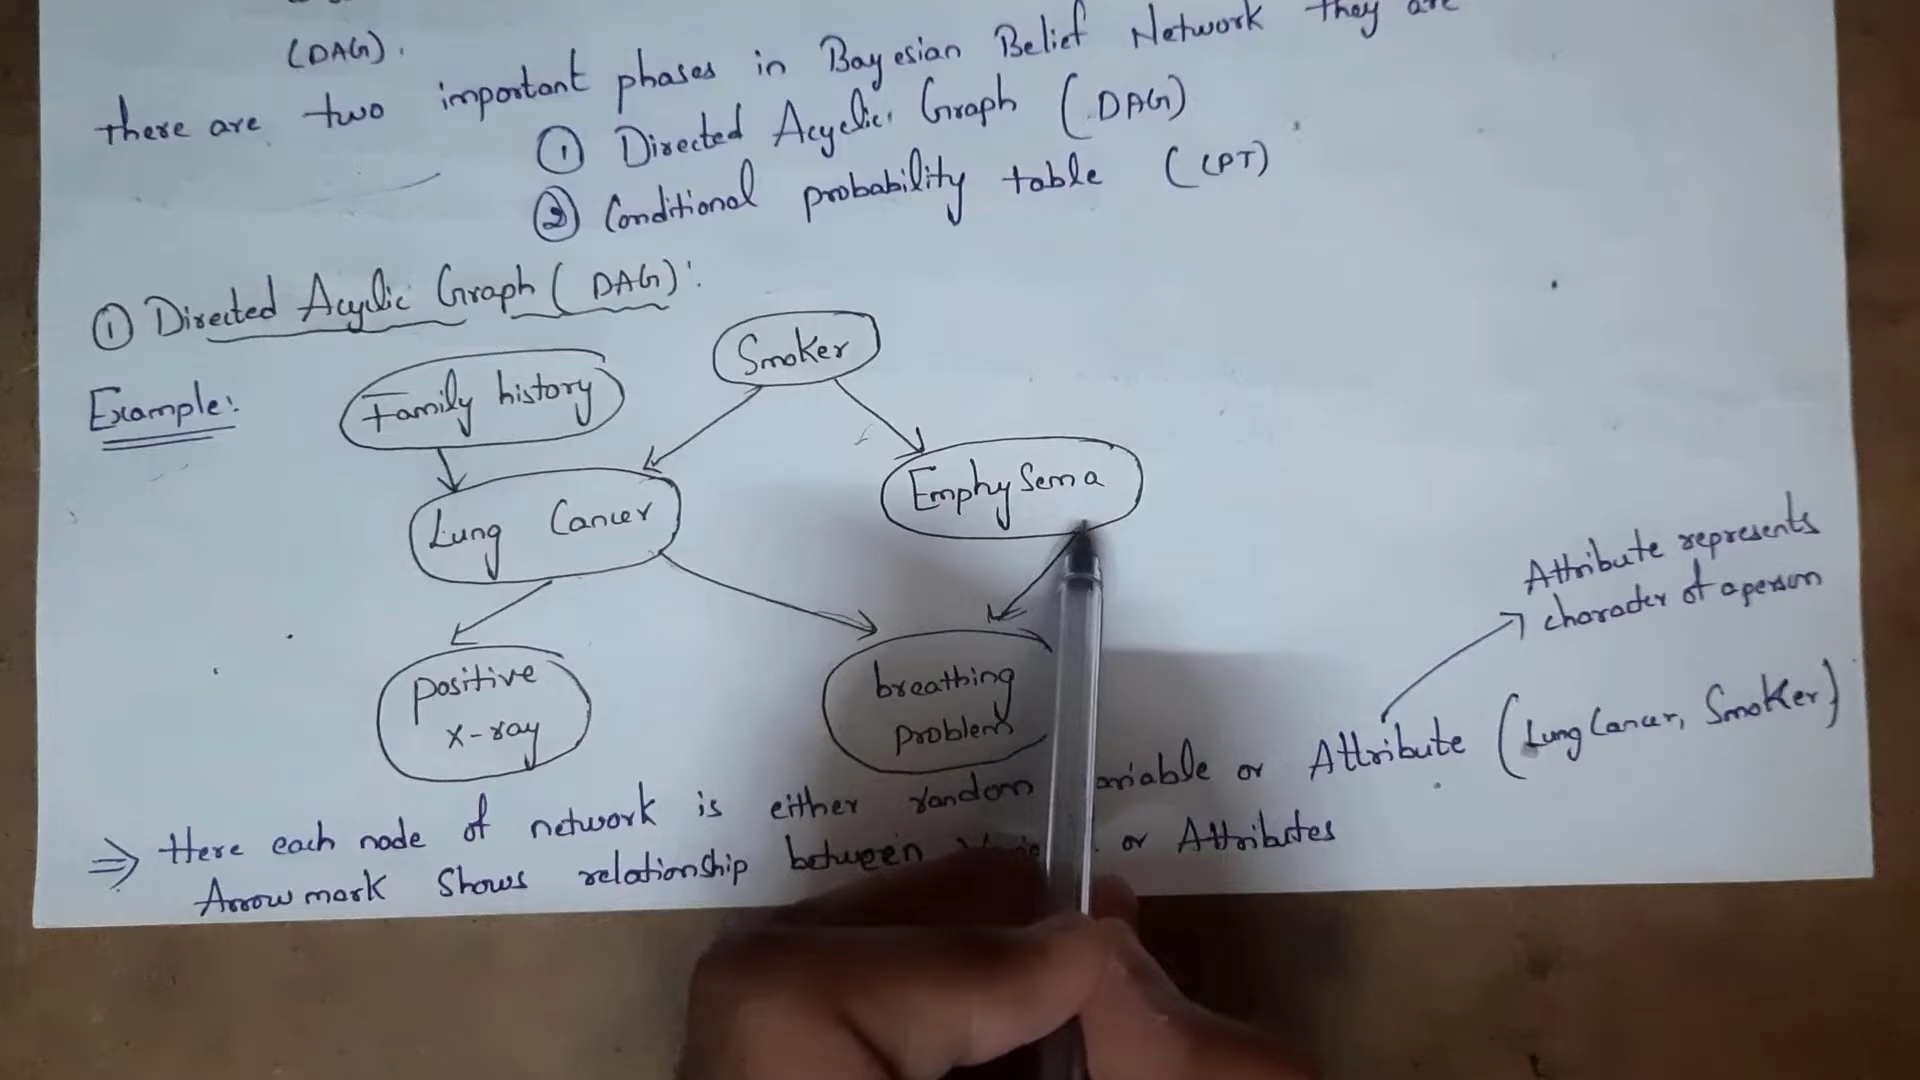 (DAG).
there are two important phases in Bayesian Belief Network they are
① Directed Acyclic Graph (DAG)
② Conditional probability table (CPT)
① Directed Acyclic Graph (DAG):
Example:
Family history
Smoker
Lung Cancer
Emphysema
positive
x-ray
breathing
problem
Attribute represents
character of a person
⇒ Here each node of network is either random variable or Attribute (Lung Cancer, Smoker)
Arrow mark shows relationship between or Attributes